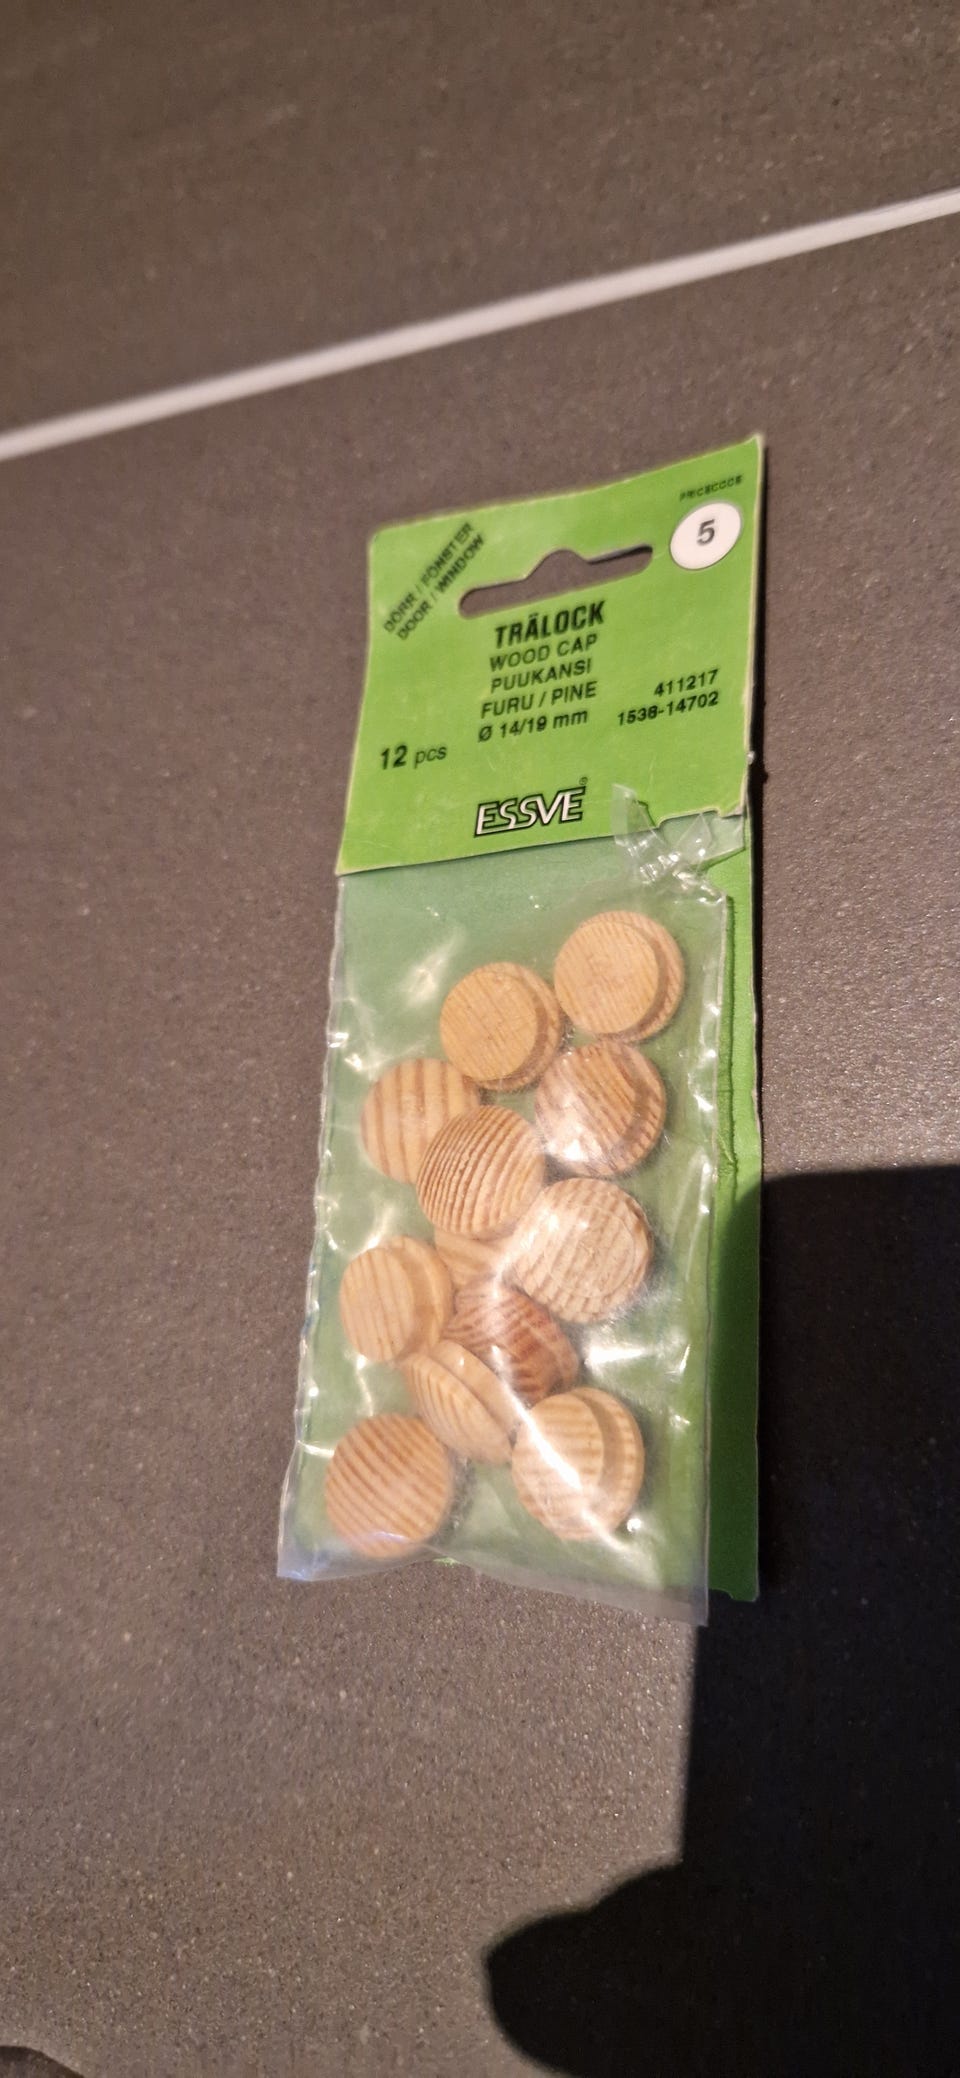 PRICECODE
5
DÖRR / FÖNSTER
DOOR / WINDOW
TRÄLOCK
WOOD CAP
PUUKANSI
FURU / PINE
Ø 14/19 mm
411217
1538-14702
12 pcs
ESSVE®